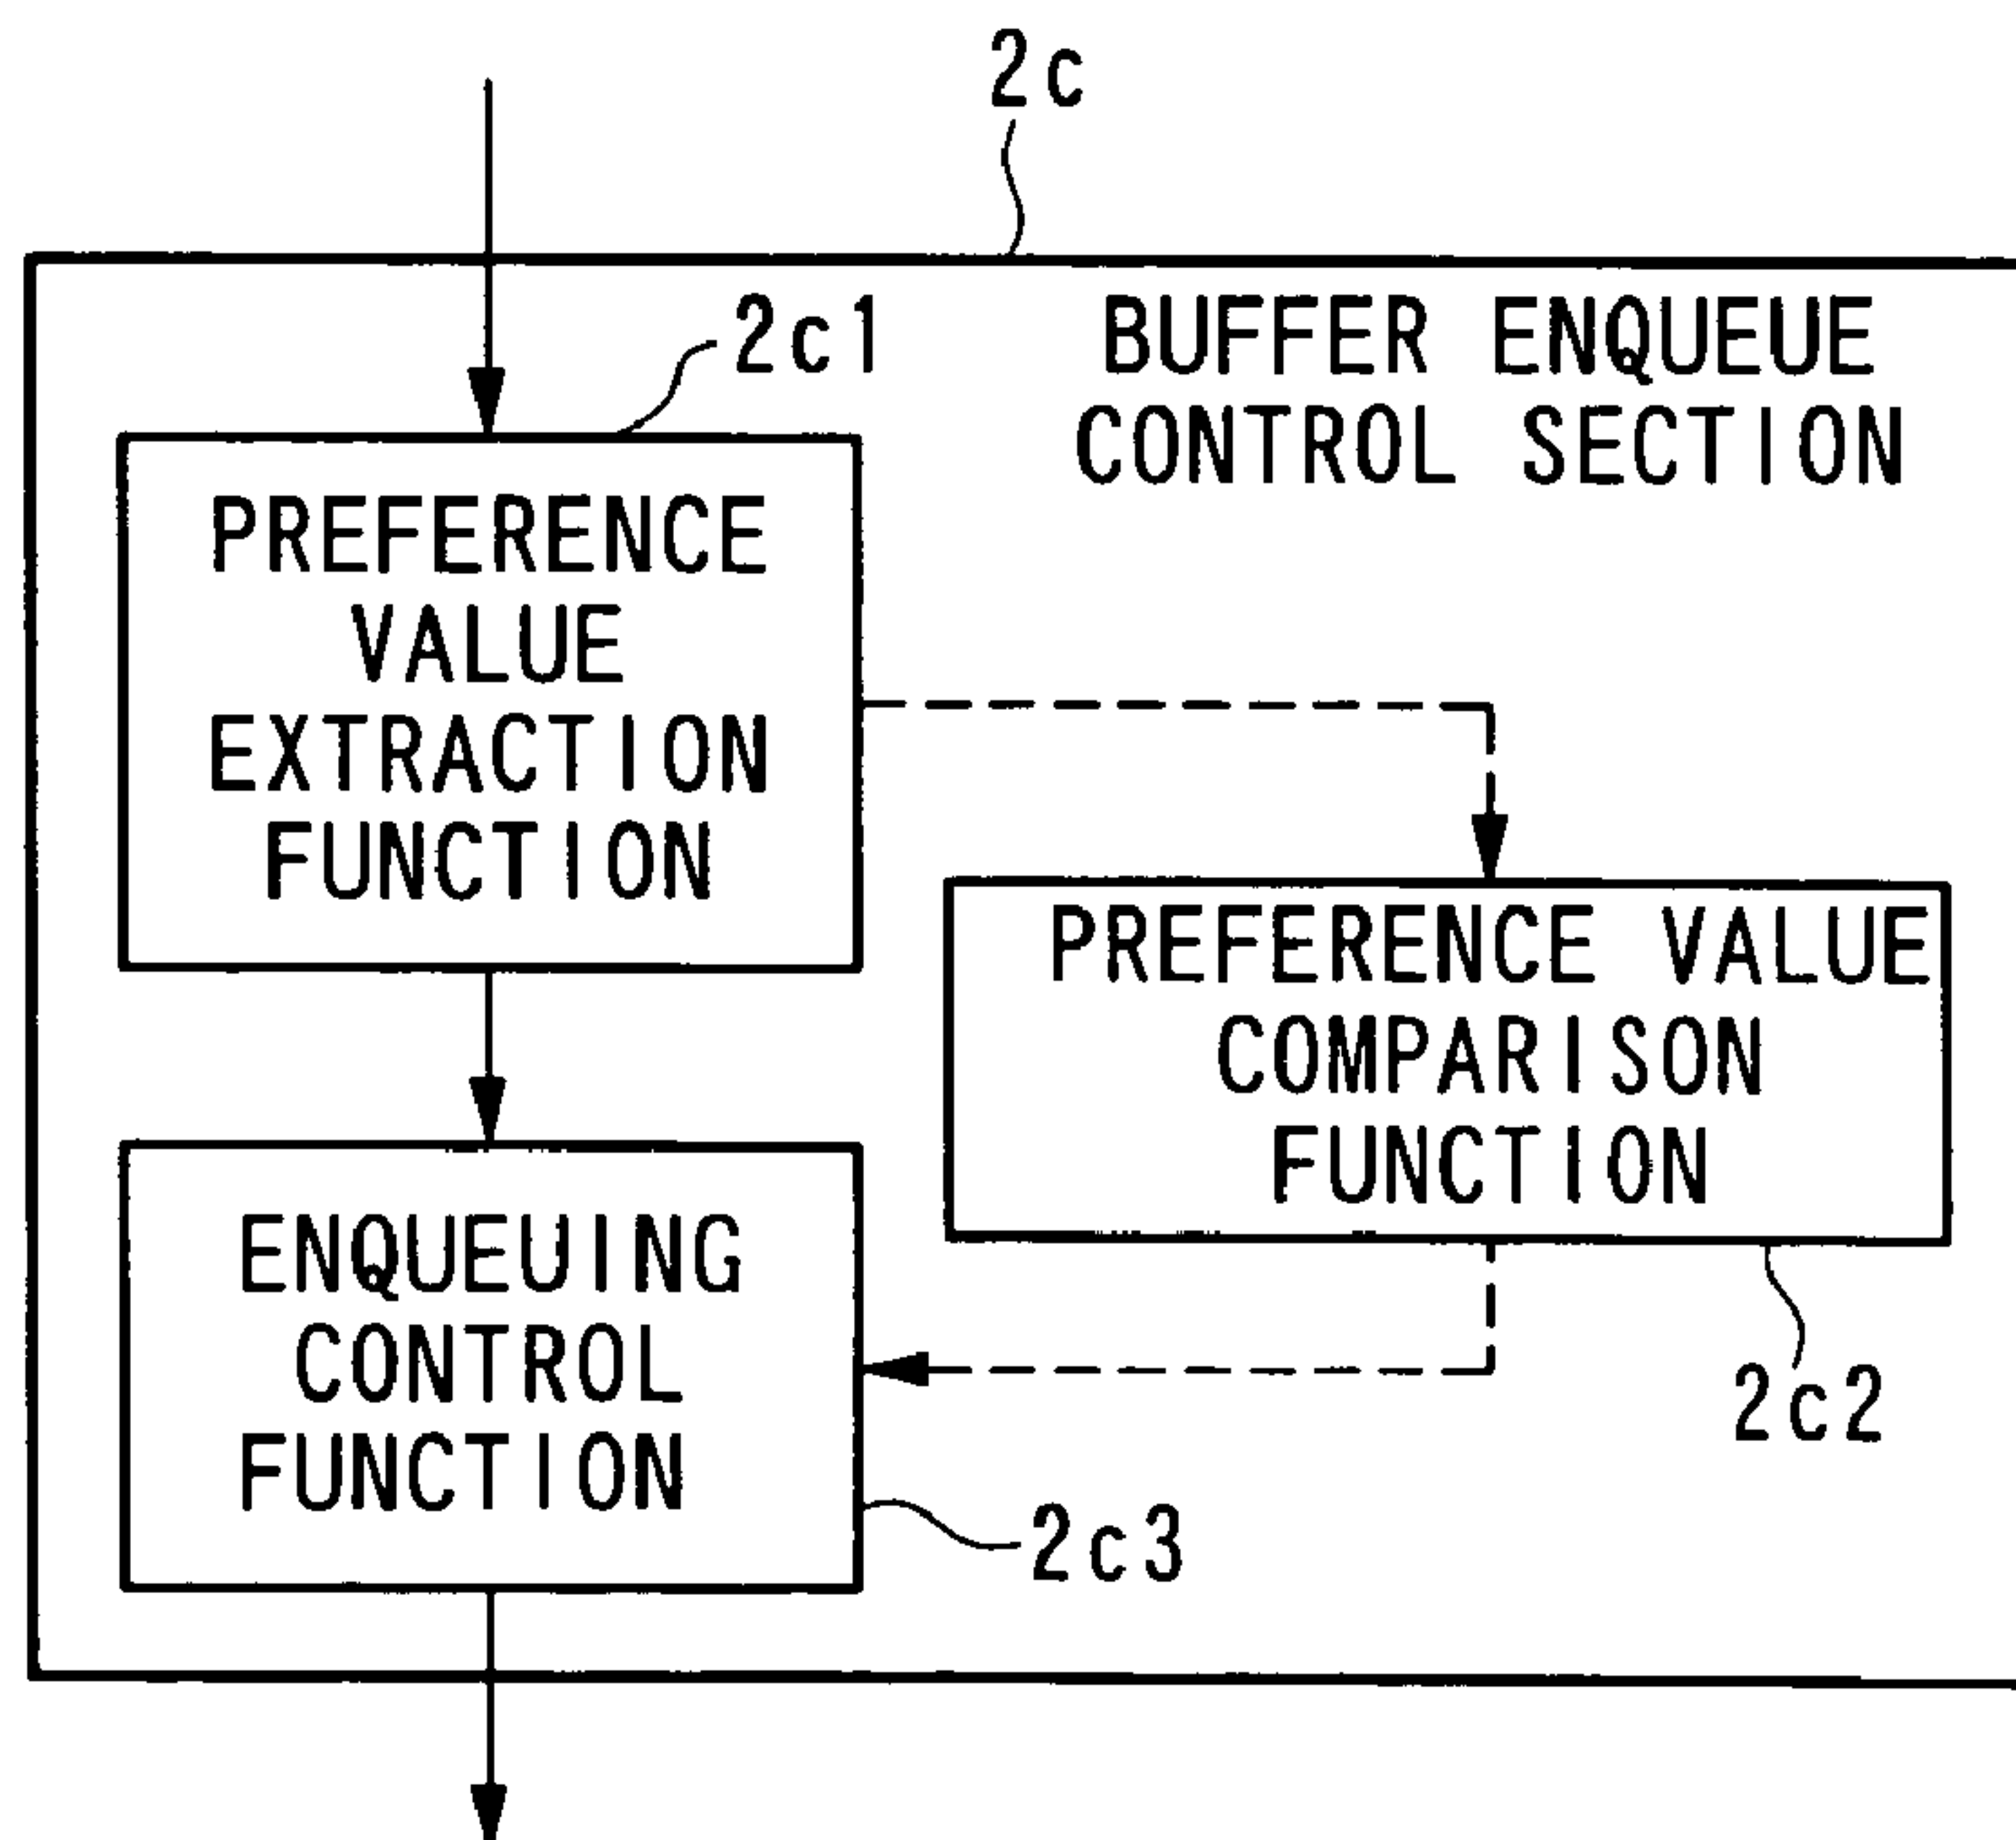 2c
2c1
BUFFER ENQUEUE
CONTROL SECTION
PREFERENCE
VALUE
EXTRACTION
FUNCTION
PREFERENCE VALUE
COMPARISON
FUNCTION
2c2
ENQUEUING
CONTROL
FUNCTION
2c3